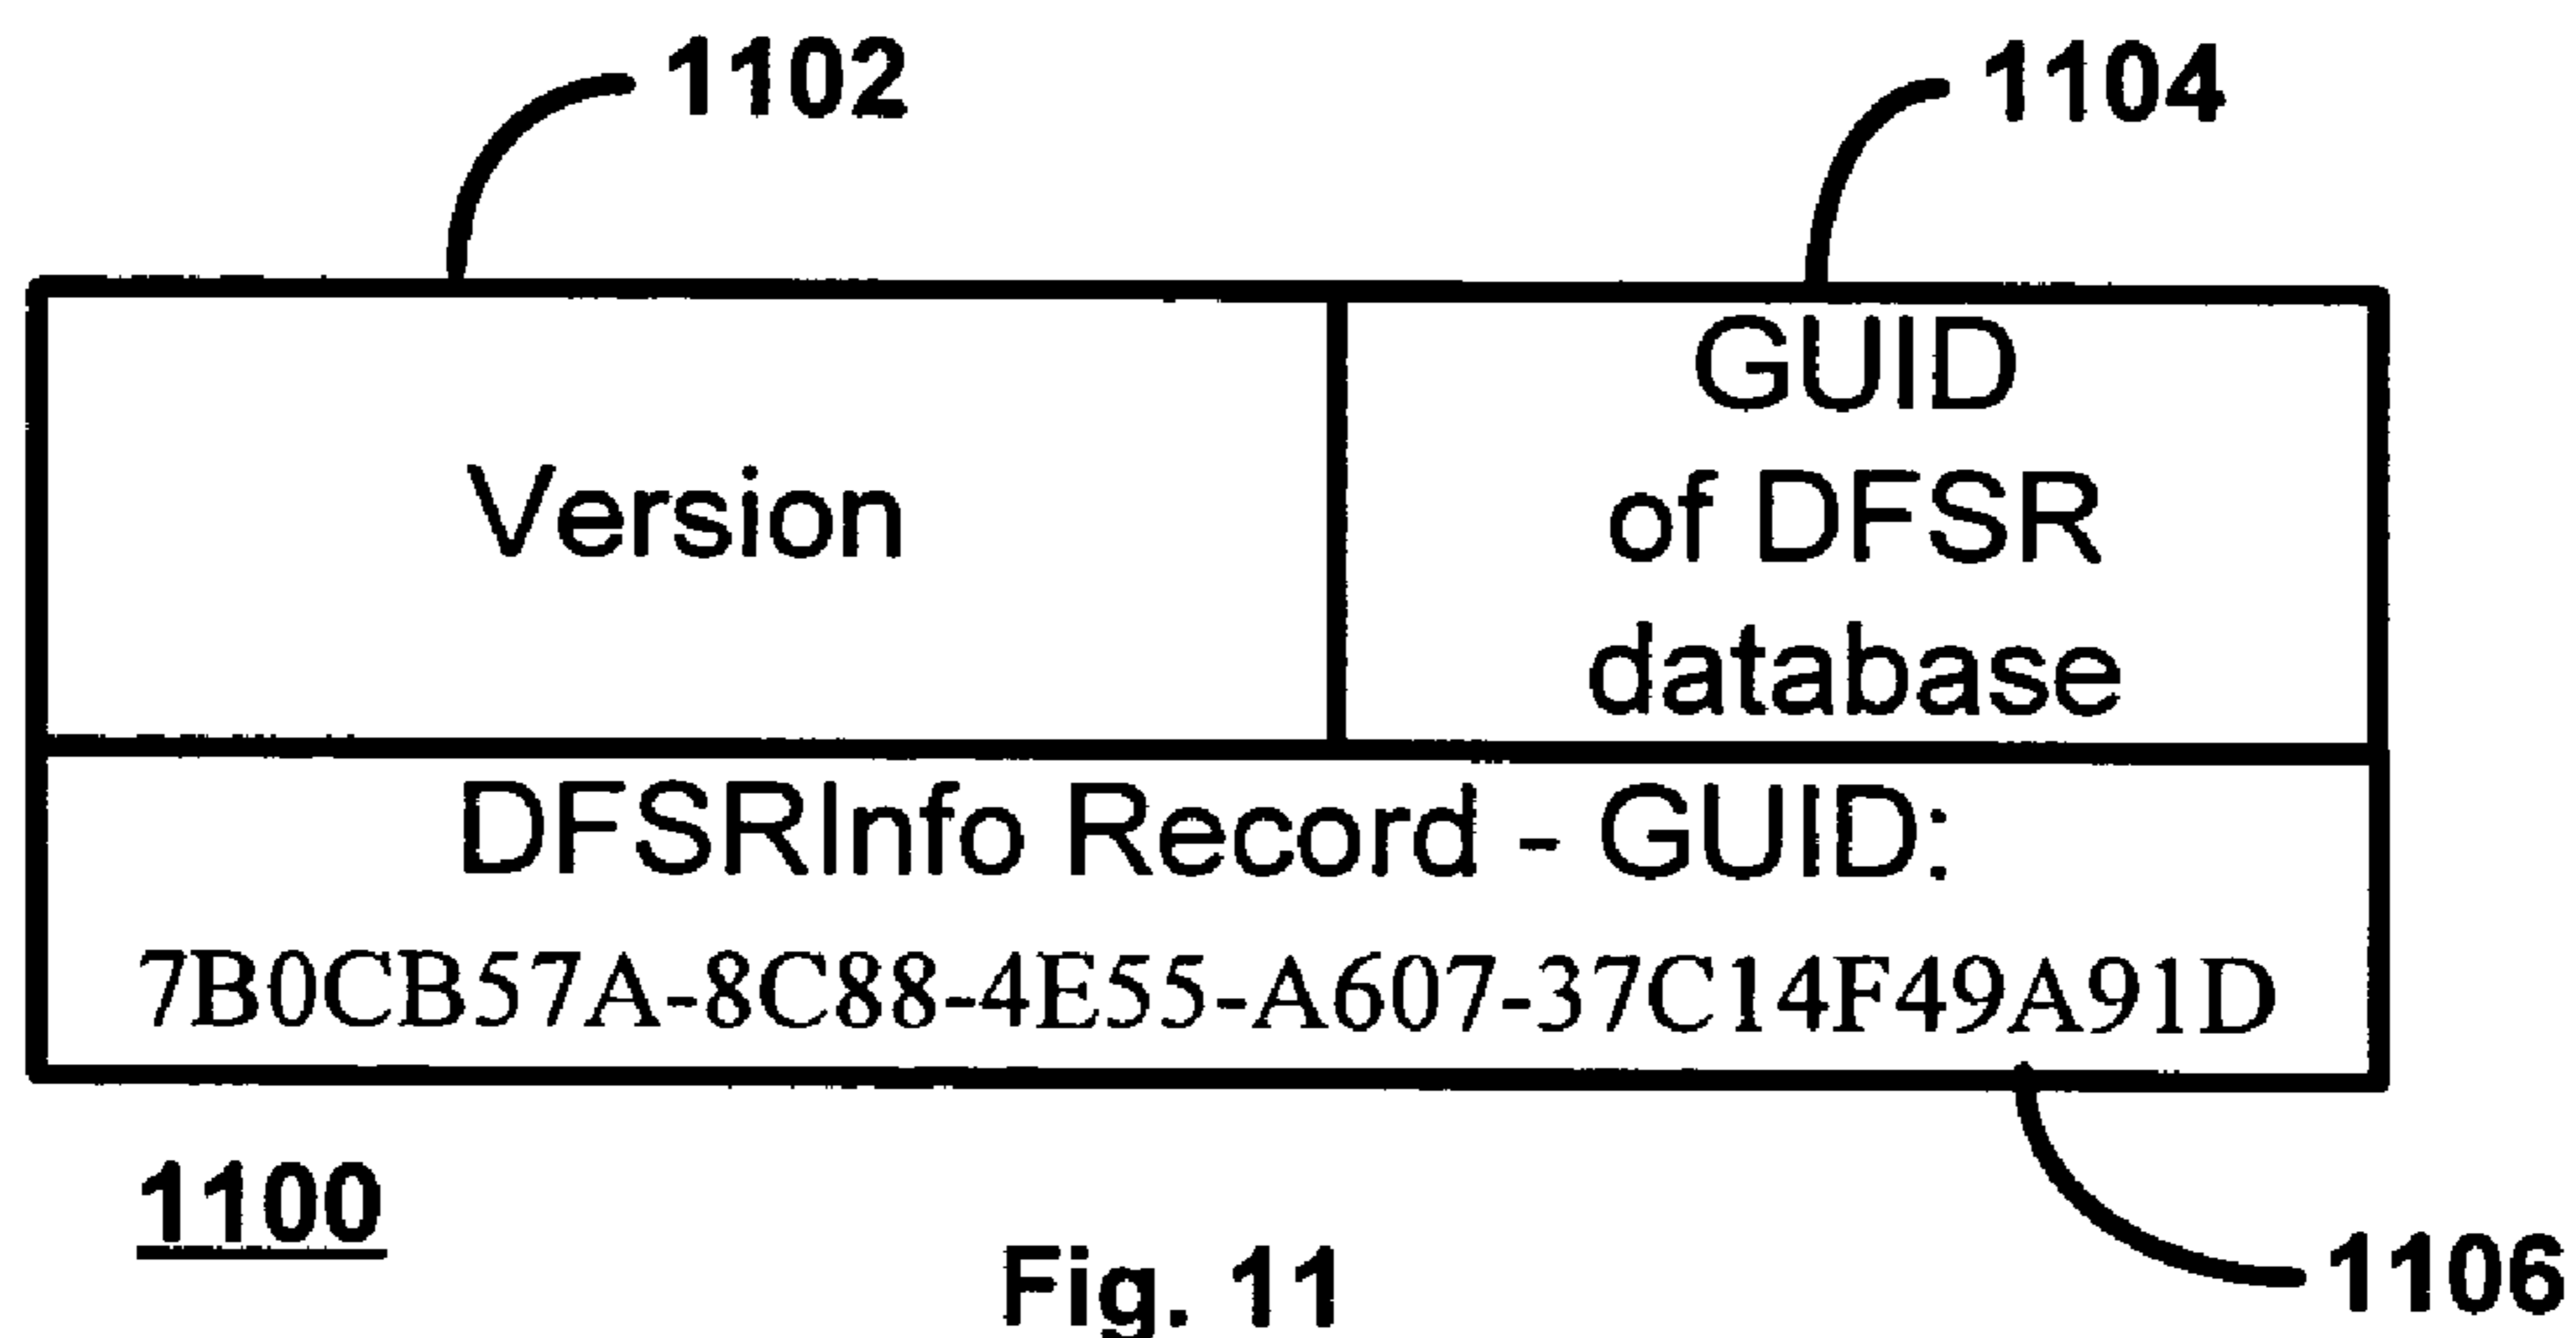 1102
1104
Version
GUID
of DFSR
database
DFSRInfo Record - GUID:
7B0CB57A-8C88-4E55-A607-37C14F49A91D
1100
Fig. 11
1106